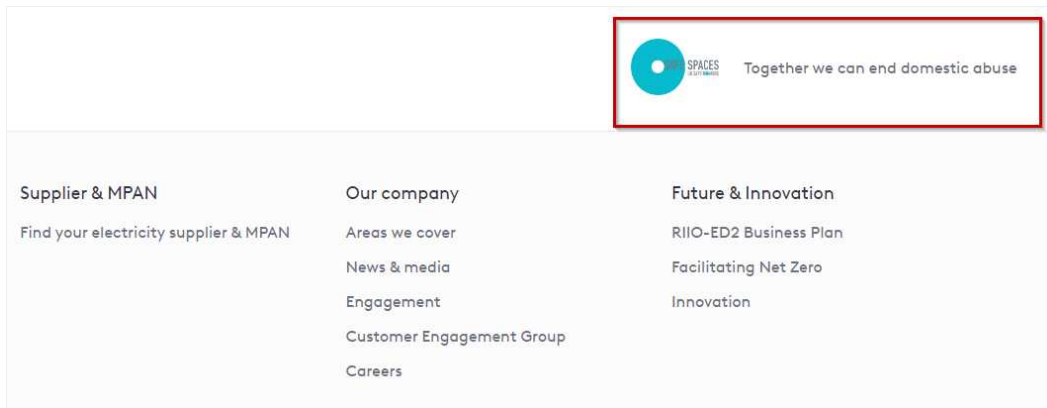 SPACES
Together we can end domestic abuse
Supplier & MPAN
Find your electricity supplier & MPAN
Our company
Areas we cover
News & media
Engagement
Customer Engagement Group
Careers
Future & Innovation
RIIO-ED2 Business Plan
Facilitating Net Zero
Innovation